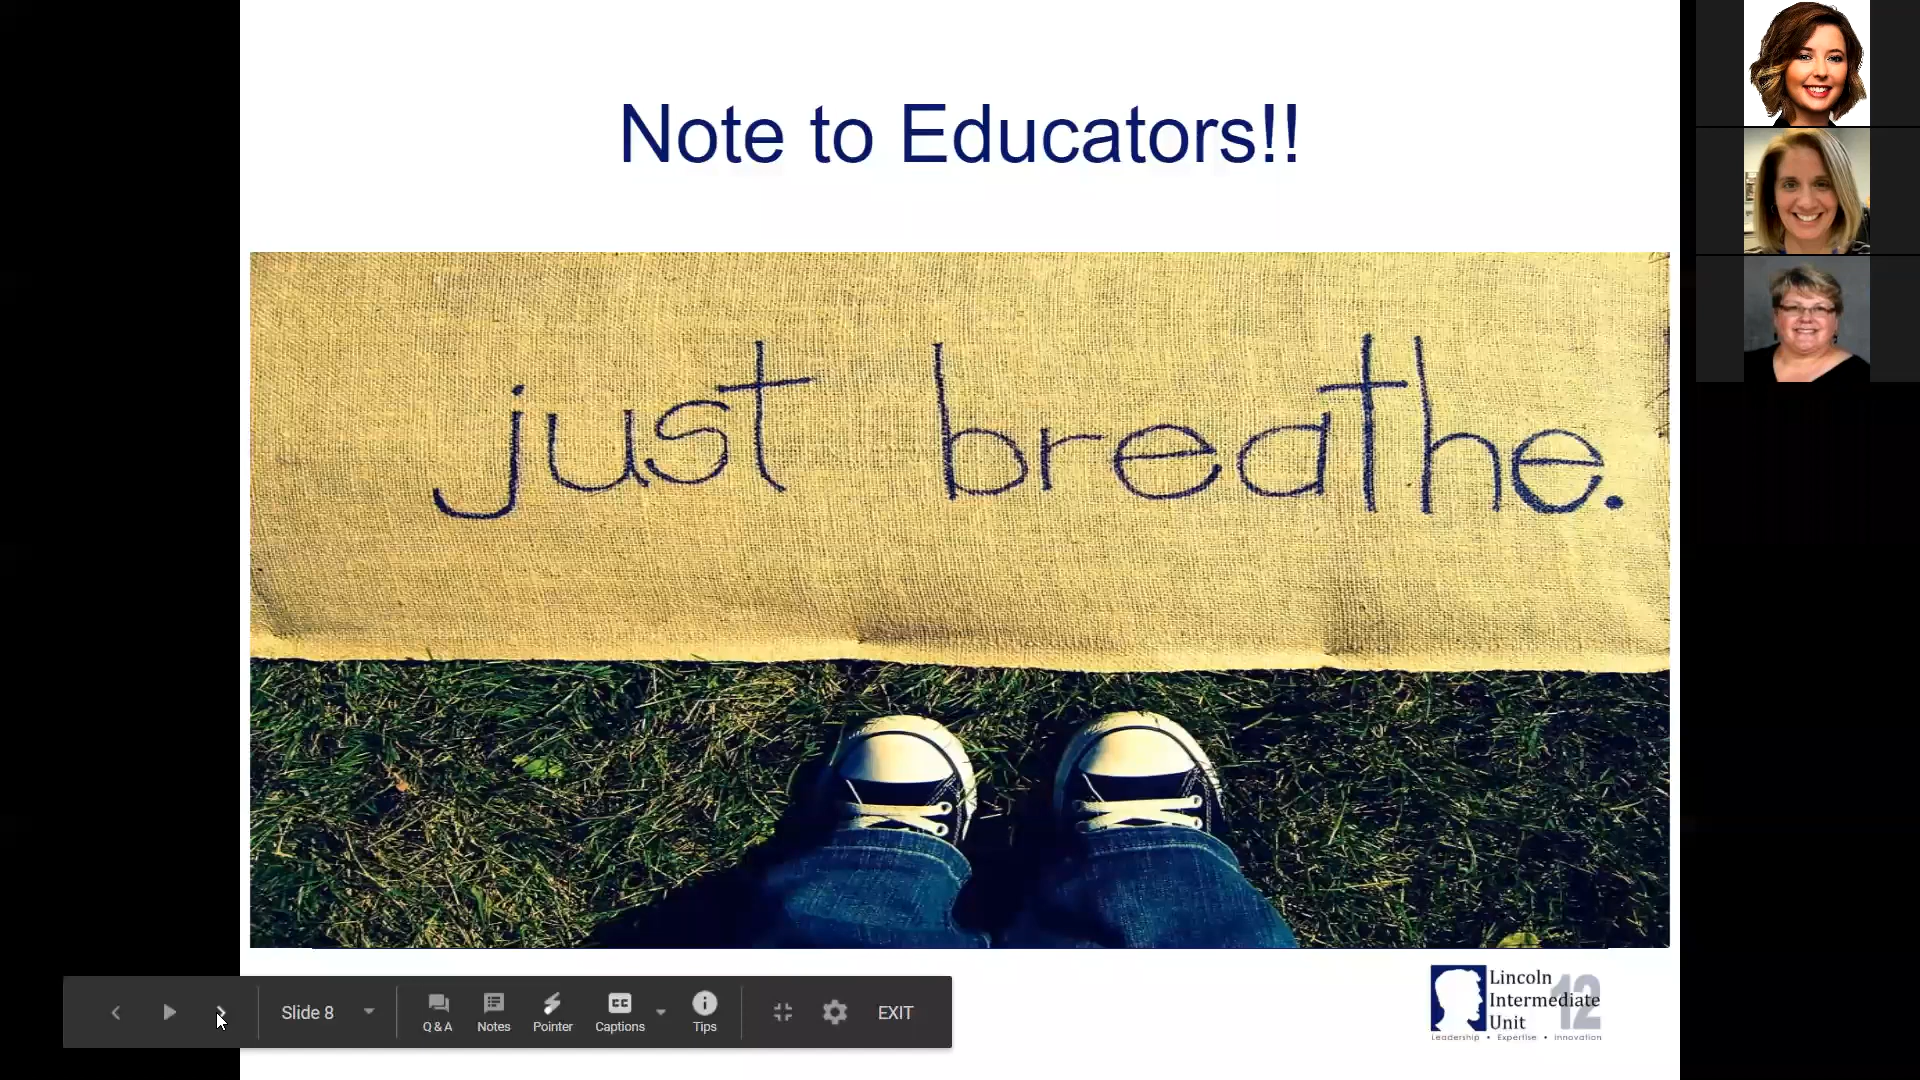 Note to Educators!!
just breathe.
Slide 8
Q & A
Notes
Pointer
CC
Captions
Tips
EXIT
12
Lincoln
Intermediate
Unit
Leadership • Expertise • Innovation